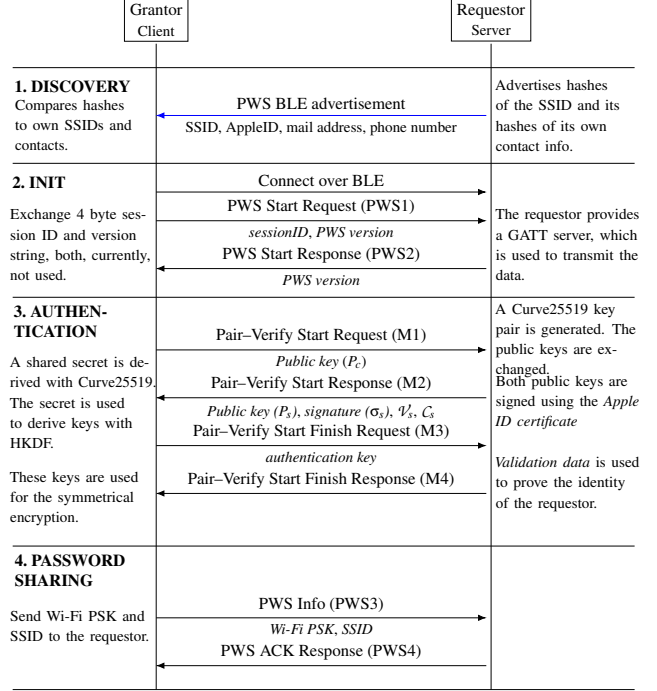 Grantor
Client
Requestor
Server
1. DISCOVERY
Compares hashes
to own SSIDs and
contacts.
PWS BLE advertisement
SSID, AppleID, mail address, phone number
Advertises hashes
of the SSID and its
hashes of its own
contact info.
2. INIT
Exchange 4 byte ses-
sion ID and version
string, both, currently,
not used.
Connect over BLE
PWS Start Request (PWS1)
sessionID, PWS version
PWS Start Response (PWS2)
PWS version
The requestor provides
a GATT server, which
is used to transmit the
data.
3. AUTHEN-
TICATION
A shared secret is de-
rived with Curve25519.
The secret is used
to derive keys with
HKDF.
These keys are used
for the symmetrical
encryption.
Pair–Verify Start Request (M1)
Public key (Pc)
Pair–Verify Start Response (M2)
Public key (Ps), signature (σs), Vs, Cs
Pair–Verify Start Finish Request (M3)
authentication key
Pair–Verify Start Finish Response (M4)
A Curve25519 key
pair is generated. The
public keys are ex-
changed.
Both public keys are
signed using the Apple
ID certificate
Validation data is used
to prove the identity
of the requestor.
4. PASSWORD
SHARING
Send Wi-Fi PSK and
SSID to the requestor.
PWS Info (PWS3)
Wi-Fi PSK, SSID
PWS ACK Response (PWS4)